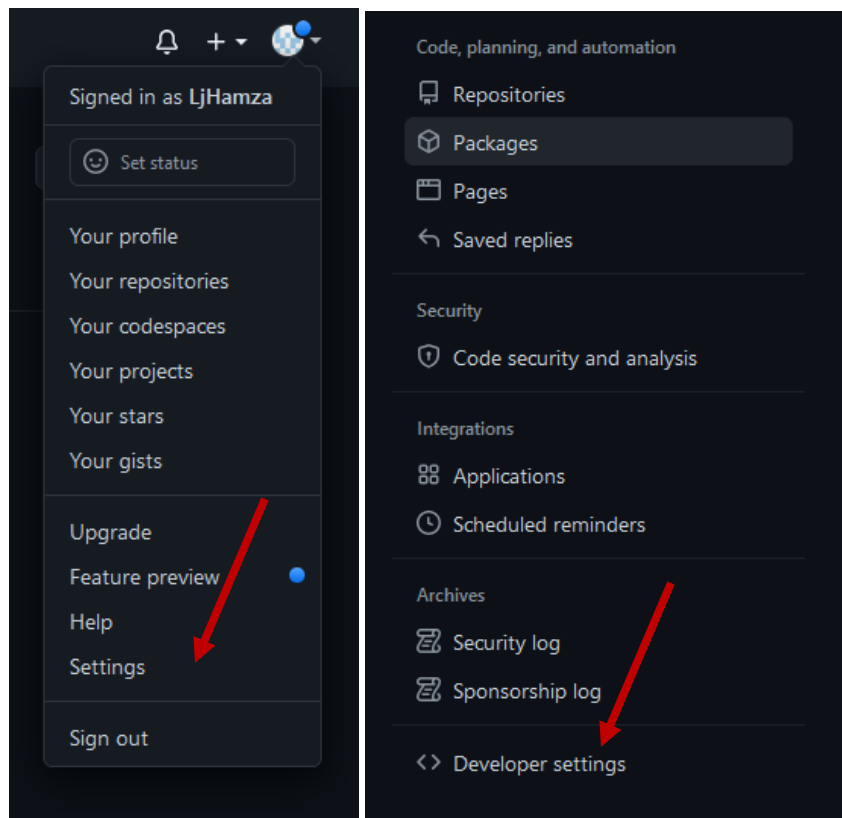 Signed in as LjHamza
Set status
Your profile
Your repositories
Your codespaces
Your projects
Your stars
Your gists
Upgrade
Feature preview
Help
Settings
Sign out
Code, planning, and automation
Repositories
Packages
Pages
Saved replies
Security
Code security and analysis
Integrations
Applications
Scheduled reminders
Archives
Security log
Sponsorship log
Developer settings